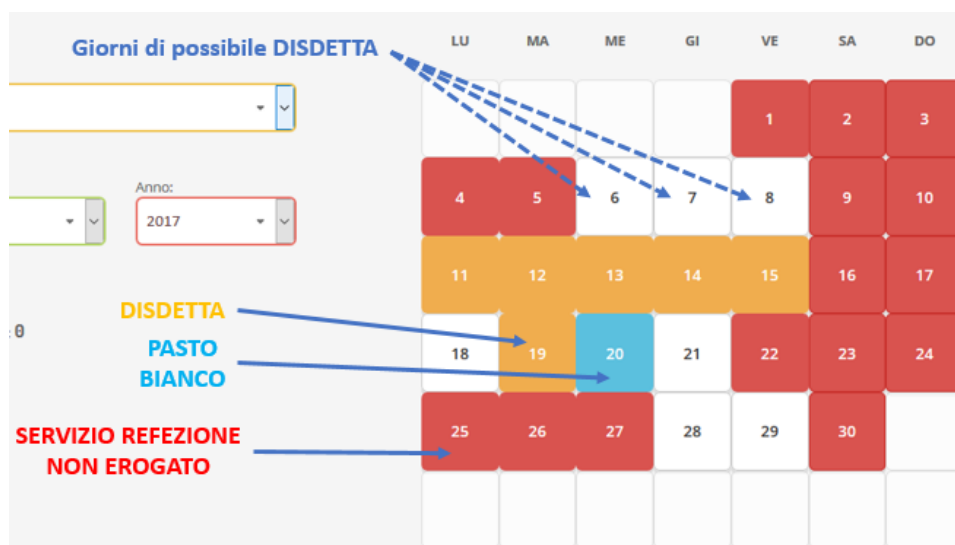 Giorni di possibile DISDETTA
LU MA ME GI VE SA DO
1 2 3
Anno:
2017
4 5 6 7 8 9 10
11 12 13 14 15 16 17
DISDETTA
: 0
PASTO
BIANCO
18 19 20 21 22 23 24
SERVIZIO REFEZIONE
NON EROGATO
25 26 27 28 29 30